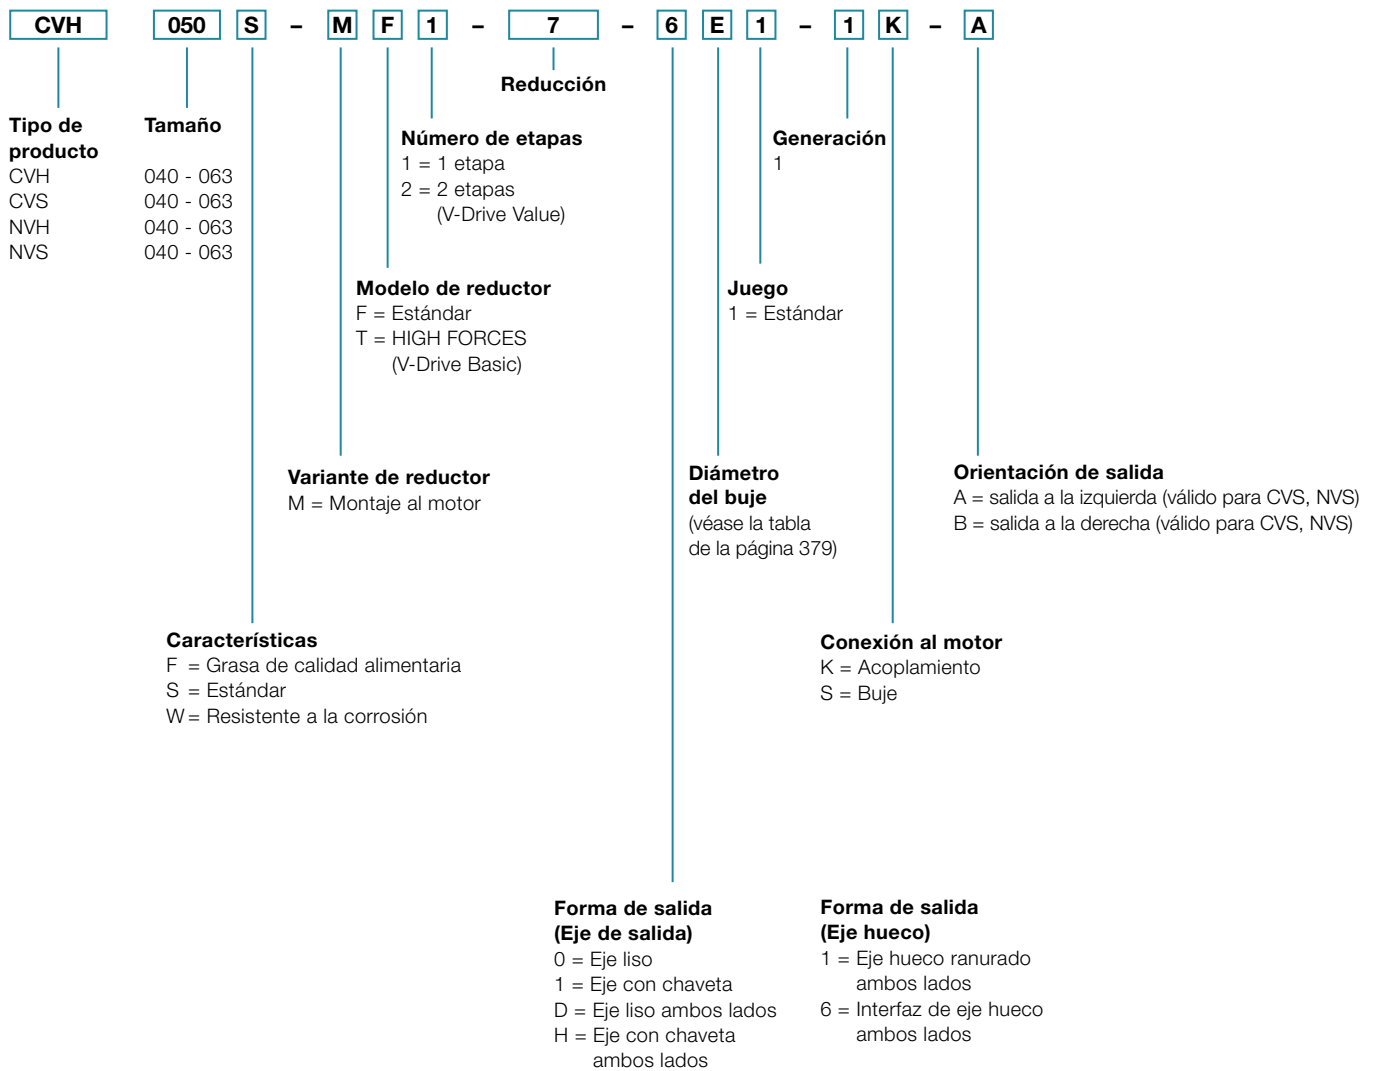 CVH 050 S – M F 1 – 7 – 6 E 1 – 1 K – A
Reducción
Tipo de
producto
CVH
CVS
NVH
NVS
Tamaño
040 - 063
040 - 063
040 - 063
040 - 063
Número de etapas
1 = 1 etapa
2 = 2 etapas
(V-Drive Value)
Generación
1
Modelo de reductor
F = Estándar
T = HIGH FORCES
(V-Drive Basic)
Juego
1 = Estándar
Variante de reductor
M = Montaje al motor
Diámetro
del buje
(véase la tabla
de la página 379)
Orientación de salida
A = salida a la izquierda (válido para CVS, NVS)
B = salida a la derecha (válido para CVS, NVS)
Características
F = Grasa de calidad alimentaria
S = Estándar
W = Resistente a la corrosión
Conexión al motor
K = Acoplamiento
S = Buje
Forma de salida
(Eje de salida)
0 = Eje liso
1 = Eje con chaveta
D = Eje liso ambos lados
H = Eje con chaveta
ambos lados
Forma de salida
(Eje hueco)
1 = Eje hueco ranurado
ambos lados
6 = Interfaz de eje hueco
ambos lados